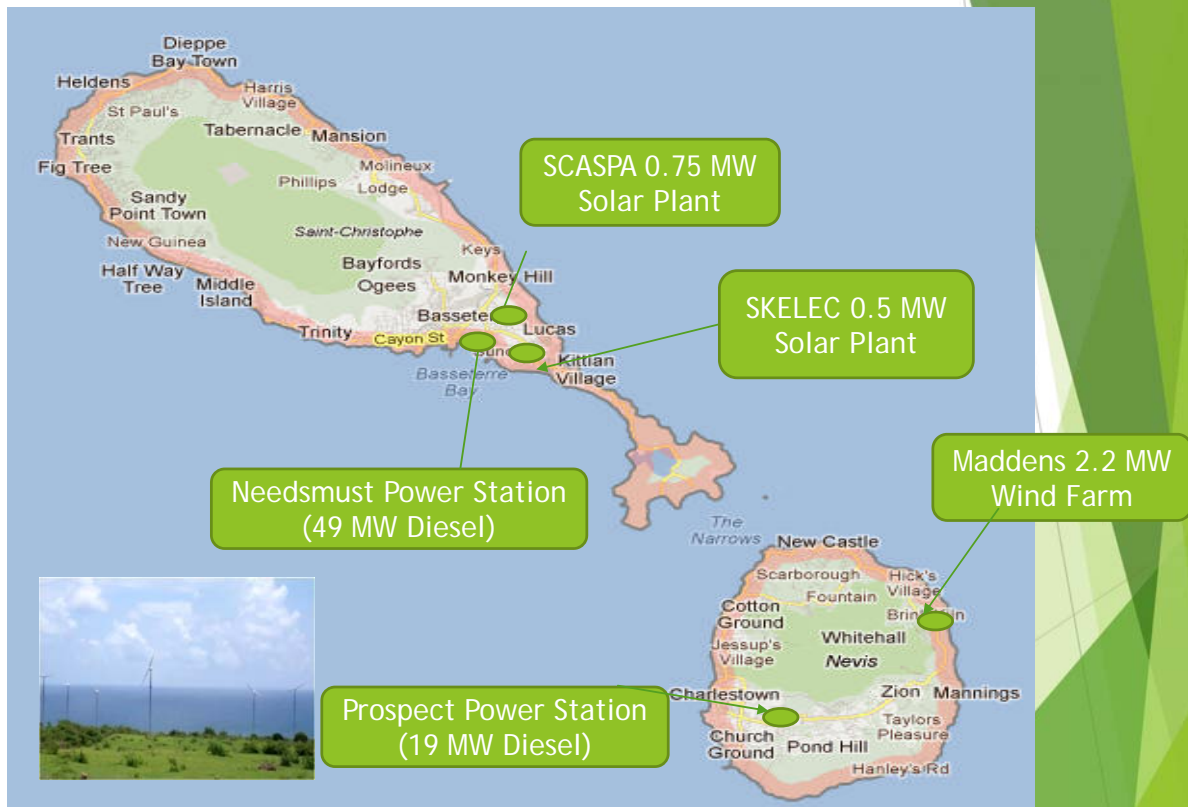 Dieppe
Bay Town
Heldens
Harris
Village
St Paul's
Tabernacle
Mansion
Trants
Fig Tree
Molineux
Lodge
Phillips
Sandy
Point Town
Saint-Christophe
New Guinea
Keys
Half Way
Tree
Middle
Island
Bayfords
Ogees
Monkey Hill
Trinity
Cayon St
Lucas
Basseterre
Bay
Kittian
Village
SCASPA 0.75 MW
Solar Plant
SKELEC 0.5 MW
Solar Plant
Needsmust Power Station
(49 MW Diesel)
Maddens 2.2 MW
Wind Farm
The
Narrows
New Castle
Scarborough
Hick's
Village
Fountain
Cotton
Ground
Whitehall
Jessup's
Village
Nevis
Charlestown
Zion
Mannings
Prospect Power Station
(19 MW Diesel)
Church
Ground
Pond Hill
Taylors
Pleasure
Hanley's Rd